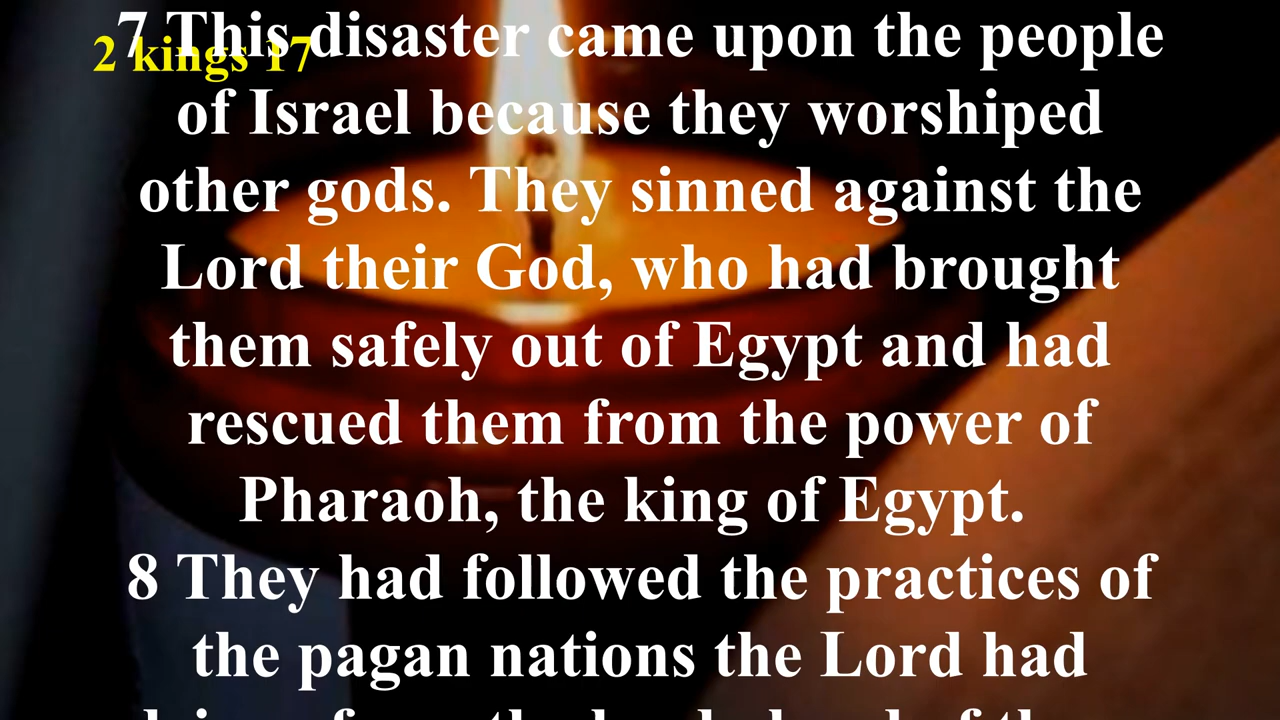 2 kings 17
7 This disaster came upon the people
of Israel because they worshiped
other gods. They sinned against the
Lord their God, who had brought
them safely out of Egypt and had
rescued them from the power of
Pharaoh, the king of Egypt.
8 They had followed the practices of
the pagan nations the Lord had